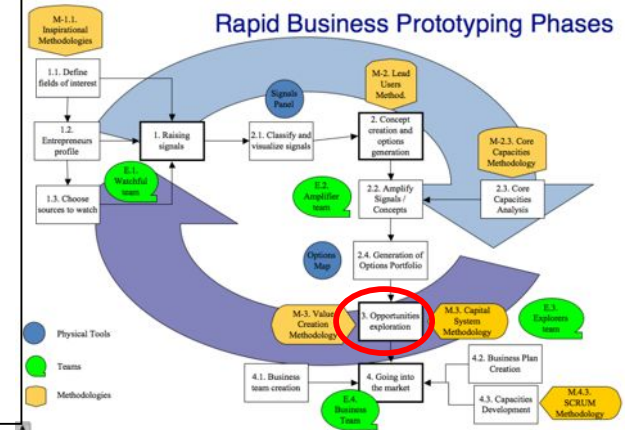 Rapid Business Prototyping Phases
M-1.1.
Inspirational
Methodologies
1.1. Define
fields of interest
1.2.
Entrepreneurs
profile
1.3. Choose
sources to watch
1. Raising
signals
E.1.
Watchful
team
Signals
Panel
2.1. Classify and
visualize signals
M-2. Lead
Users
Method.
2. Concept
creation and
options
generation
M-2.3. Core
Capacities
Methodology
E.2.
Amplifier
team
2.2. Amplify
Signals /
Concepts
2.3. Core
Capacities
Analysis
Options
Map
2.4. Generation of
Options Portfolio
M-3. Value
Creation
Methodology
3. Opportunities
exploration
M.3. Capital
System
Methodology
E.3.
Explorers
team
Physical Tools
Teams
Methodologies
4.1. Business
team creation
4. Going into
the market
E.4.
Business
Team
4.2. Business Plan
Creation
4.3. Capacities
Development
M.4.3.
SCRUM
Methodology